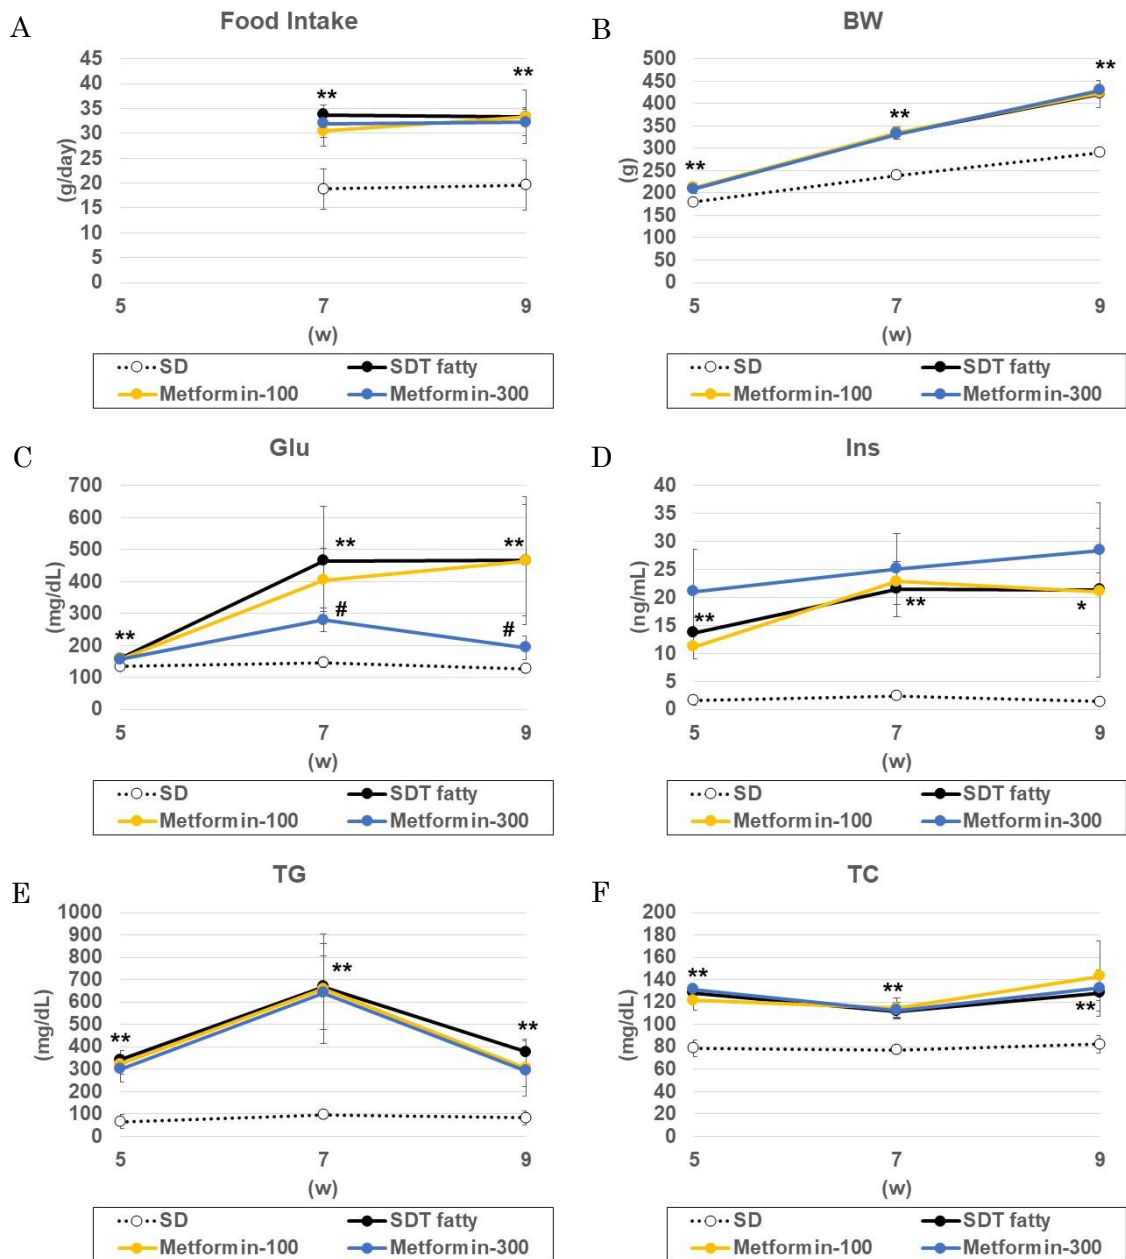 A
Food Intake
45
40
35
30
25
20
15
10
5
0
(g/day)
**
**
5
7
9
(w)
SD
SDT fatty
Metformin-100
Metformin-300
B
BW
500
450
400
350
300
250
200
150
100
50
0
(g)
**
**
**
5
7
9
(w)
SD
SDT fatty
Metformin-100
Metformin-300
C
Glu
700
600
500
400
300
200
100
0
(mg/dL)
**
**
**
#
#
5
7
9
(w)
SD
SDT fatty
Metformin-100
Metformin-300
D
Ins
40
35
30
25
20
15
10
5
0
(ng/mL)
**
**
*
5
7
9
(w)
SD
SDT fatty
Metformin-100
Metformin-300
E
TG
1000
900
800
700
600
500
400
300
200
100
0
(mg/dL)
**
**
**
5
7
9
(w)
SD
SDT fatty
Metformin-100
Metformin-300
F
TC
200
180
160
140
120
100
80
60
40
20
0
(mg/dL)
**
**
**
5
7
9
(w)
SD
SDT fatty
Metformin-100
Metformin-300